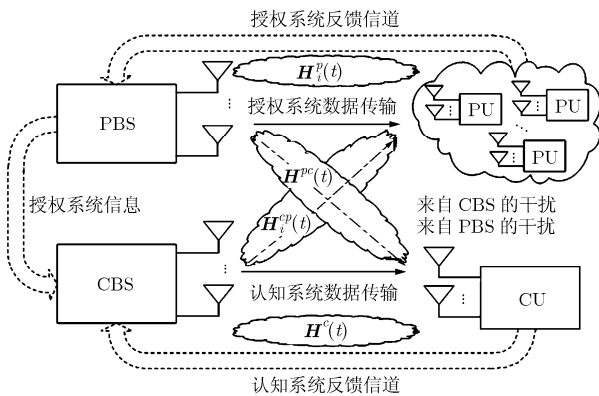 授权系统反馈信道
H_i^p(t)
PBS
授权系统数据传输
PU
PU
PU
H^{pc}(t)
授权系统信息
H_i^{cp}(t)
来自 CBS 的干扰
来自 PBS 的干扰
CBS
CU
认知系统数据传输
H^c(t)
认知系统反馈信道